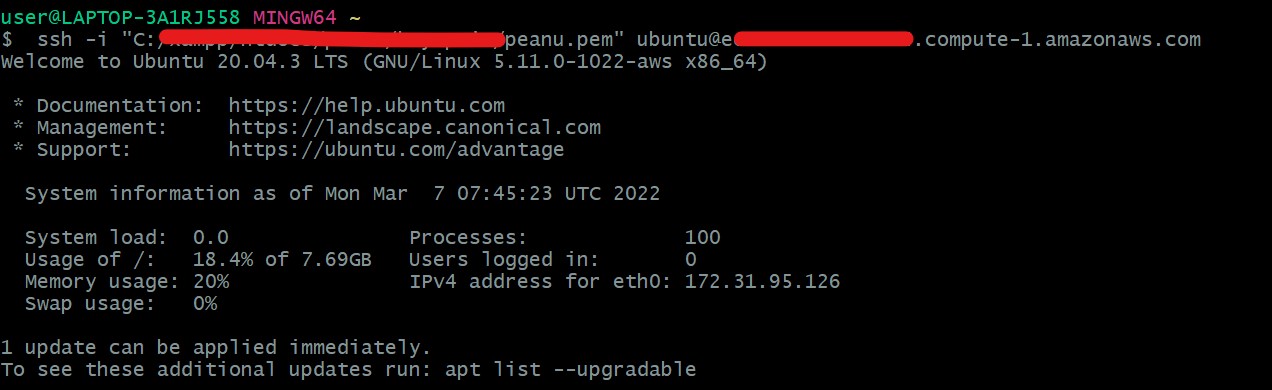 user@LAPTOP-3A1RJ558 MINGW64 ~
$  ssh -i "C:/ /peanu.pem" ubuntu@e .compute-1.amazonaws.com
Welcome to Ubuntu 20.04.3 LTS (GNU/Linux 5.11.0-1022-aws x86_64)
* Documentation:  https://help.ubuntu.com
* Management:     https://landscape.canonical.com
* Support:        https://ubuntu.com/advantage
System information as of Mon Mar  7 07:45:23 UTC 2022
System load:  0.0               Processes:             100
Usage of /:   18.4% of 7.69GB   Users logged in:       0
Memory usage: 20%               IPv4 address for eth0: 172.31.95.126
Swap usage:   0%
1 update can be applied immediately.
To see these additional updates run: apt list --upgradable